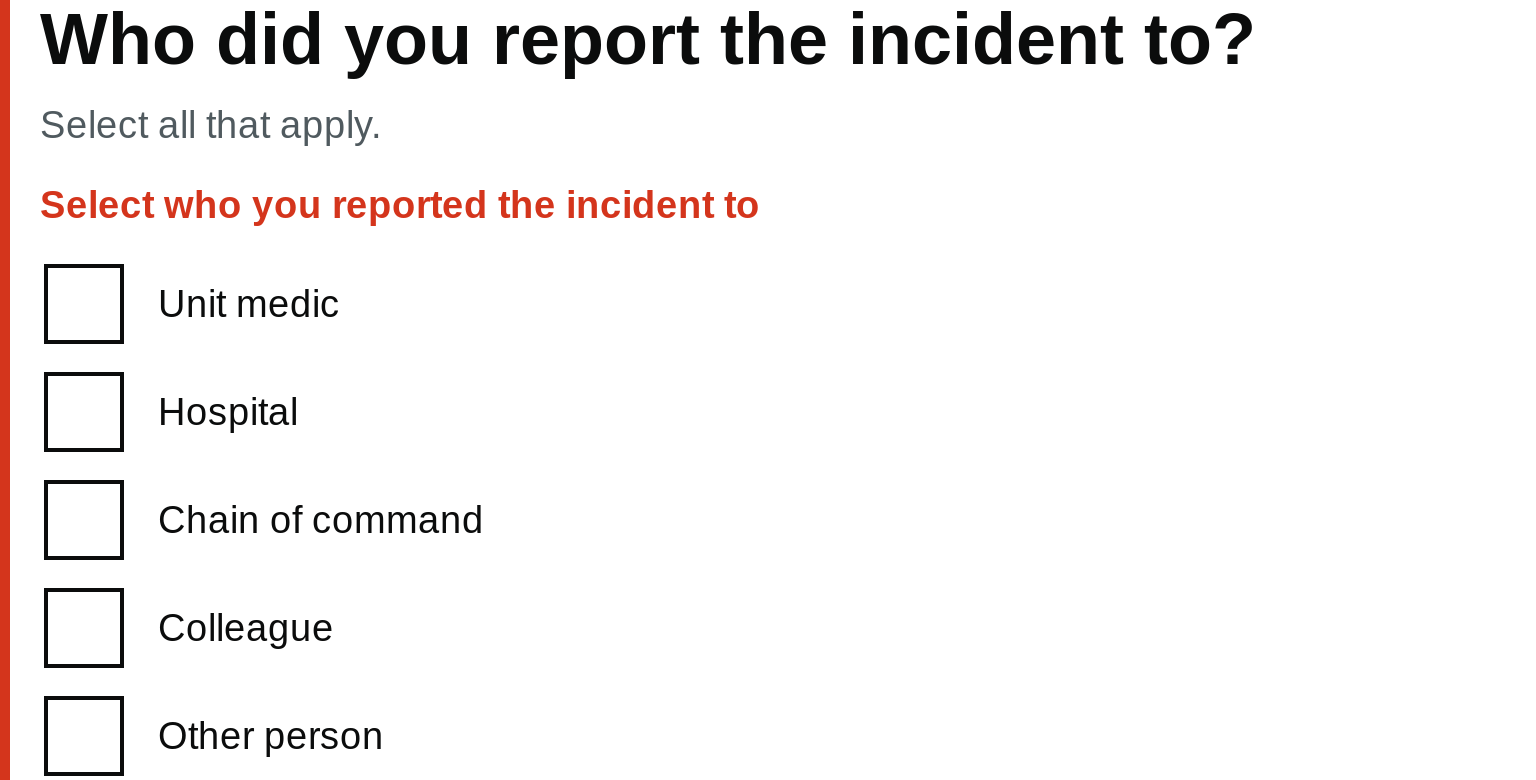 Who did you report the incident to?
Select all that apply.
Select who you reported the incident to
Unit medic
Hospital
Chain of command
Colleague
Other person